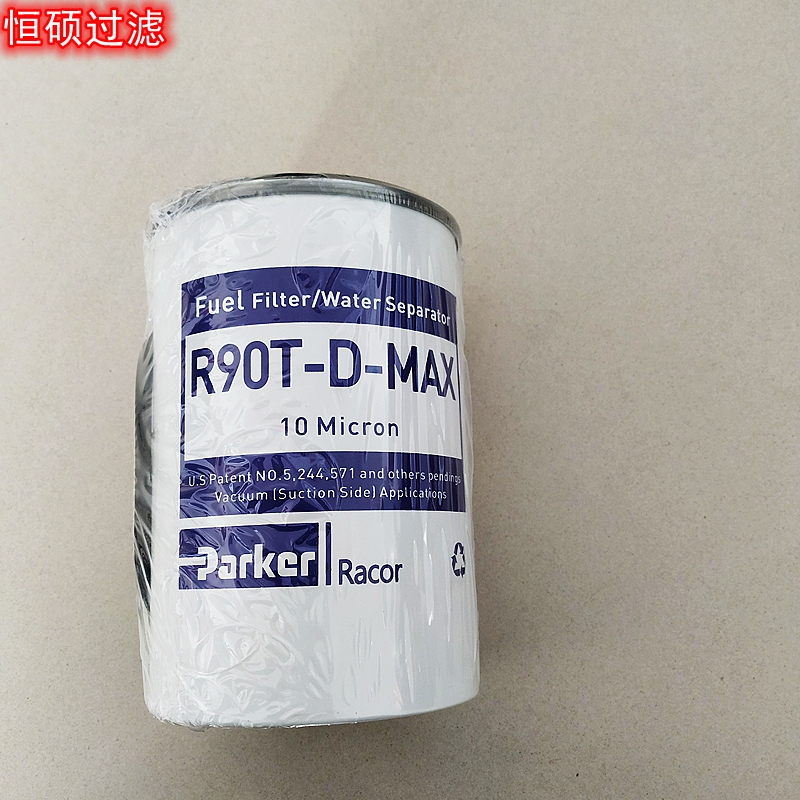 恒硕过滤
Fuel Filter/Water Separator
R90T-D-MAX
10 Micron
U.S Patent NO.5,244,571 and others pendings
Vacuum (Suction Side) Applications
Parker
Racor